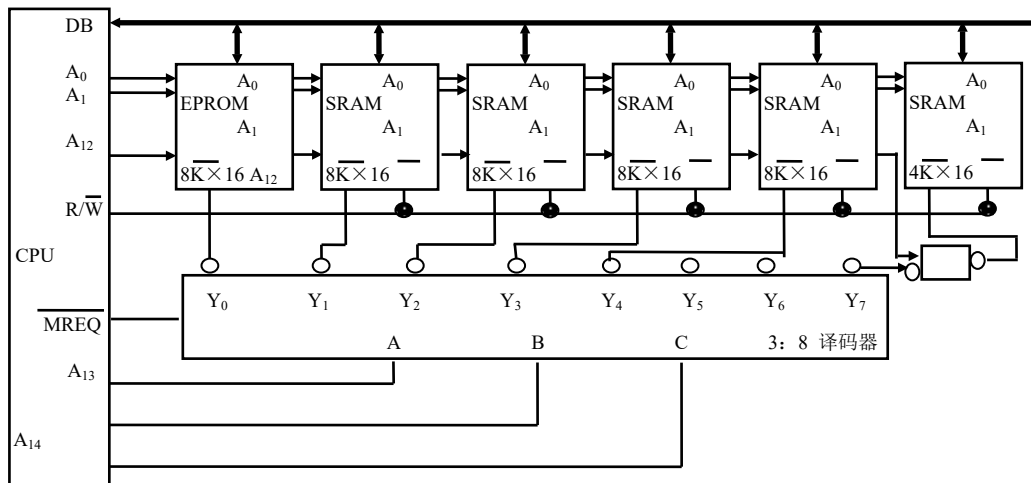 DB
A0
A1
A12
R/W
CPU
MREQ
A13
A14
A0
EPROM
A1
8K×16 A12
A0
SRAM
A1
8K×16
A0
SRAM
A1
8K×16
A0
SRAM
A1
8K×16
A0
SRAM
A1
8K×16
A0
SRAM
A1
4K×16
Y0 Y1 Y2 Y3 Y4 Y5 Y6 Y7
A B C 3：8 译码器